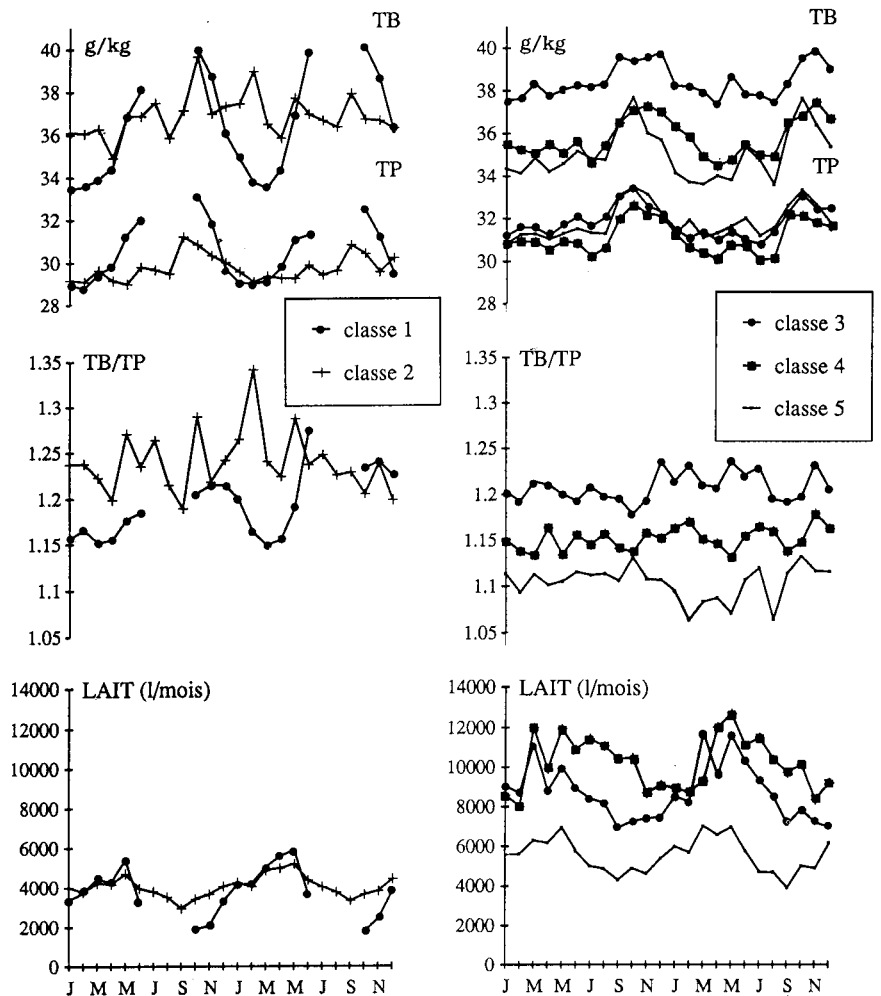 TB
g/kg
40
38
36
34
32
30
28
TP
classe 1
classe 2
1.35
1.3
1.25
1.2
1.15
1.1
1.05
TB/TP
14000
12000
10000
8000
6000
4000
2000
0
LAIT (l/mois)
J M M J S N J M M J S N
TB
g/kg
40
38
36
34
32
30
28
TP
classe 3
classe 4
classe 5
1.35
1.3
1.25
1.2
1.15
1.1
1.05
TB/TP
14000
12000
10000
8000
6000
4000
2000
0
LAIT (l/mois)
J M M J S N J M M J S N